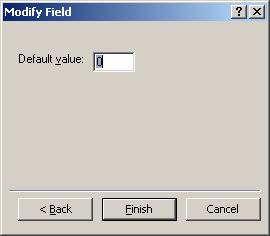 Modify Field
Default value: 0
< Back Finish Cancel